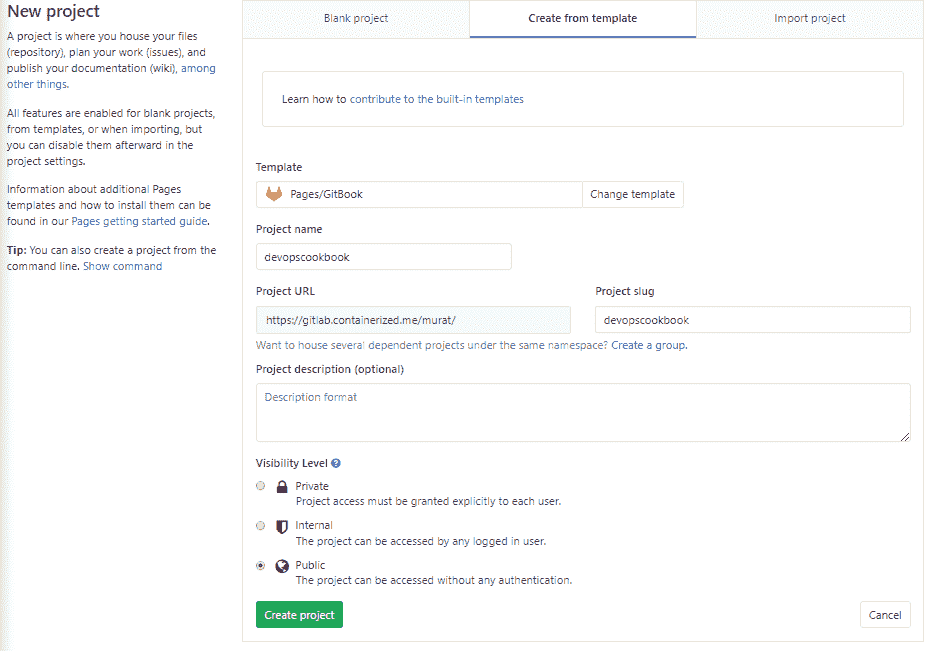 New project
A project is where you house your files
(repository), plan your work (issues), and
publish your documentation (wiki), among
other things.
All features are enabled for blank projects,
from templates, or when importing, but
you can disable them afterward in the
project settings.
Information about additional Pages
templates and how to install them can be
found in our Pages getting started guide.
Tip: You can also create a project from the
command line. Show command
Blank project
Create from template
Import project
Learn how to contribute to the built-in templates
Template
Pages/GitBook
Change template
Project name
devopscookbook
Project URL
Project slug
https://gitlab.containerized.me/murat/
devopscookbook
Want to house several dependent projects under the same namespace? Create a group.
Project description (optional)
Description format
Visibility Level ?
Private
Project access must be granted explicitly to each user.
Internal
The project can be accessed by any logged in user.
Public
The project can be accessed without any authentication.
Create project
Cancel